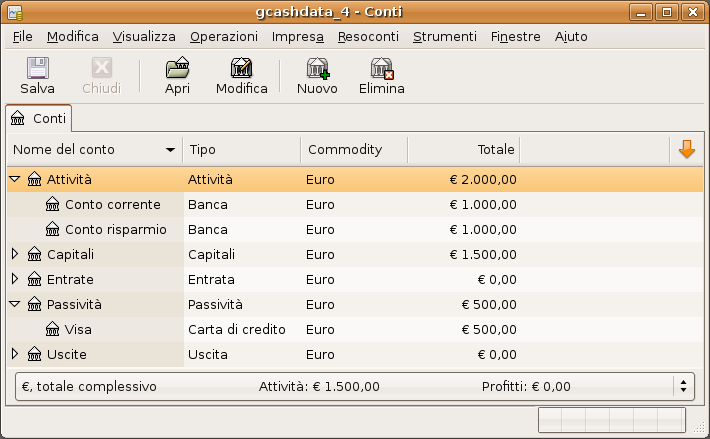 gcashdata_4 - Conti
File Modifica Visualizza Operazioni Impresa Resoconti Strumenti Finestre Aiuto
Salva Chiudi Apri Modifica Nuovo Elimina
Conti
Nome del conto Tipo Commodity Totale
Attività Attività Euro € 2.000,00
Conto corrente Banca Euro € 1.000,00
Conto risparmio Banca Euro € 1.000,00
Capitali Capitali Euro € 1.500,00
Entrate Entrata Euro € 0,00
Passività Passività Euro € 500,00
Visa Carta di credito Euro € 500,00
Uscite Uscita Euro € 0,00
€, totale complessivo Attività: € 1.500,00 Profitti: € 0,00